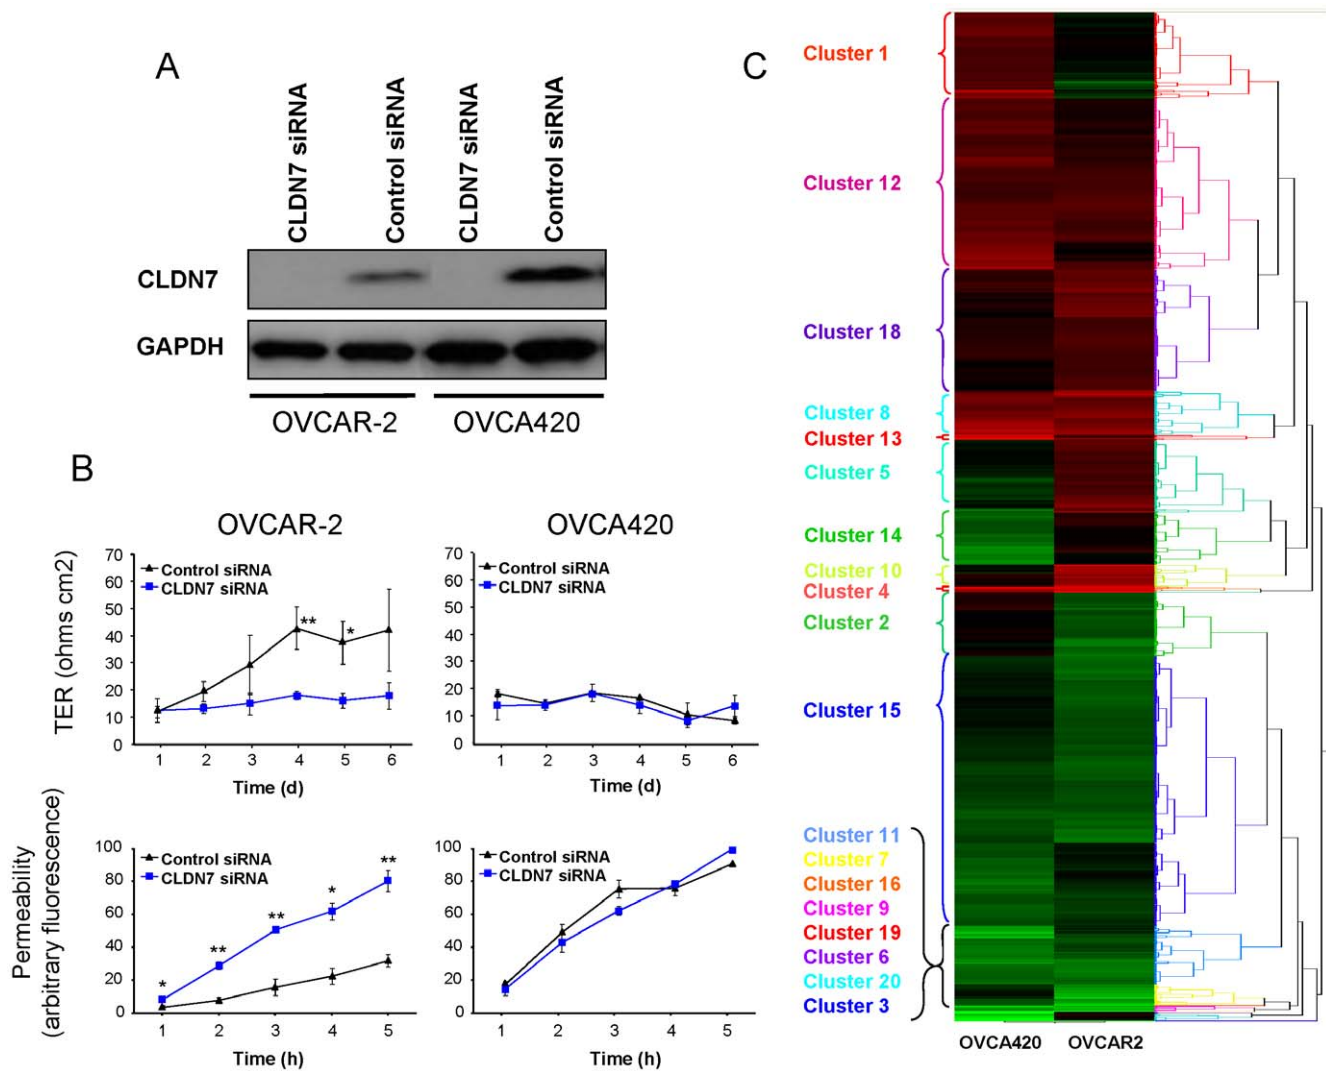 A
CLDN7 siRNA
Control siRNA
CLDN7 siRNA
Control siRNA
CLDN7
GAPDH
OVCAR-2
OVCA420
B
OVCAR-2
OVCA420
TER (ohms cm2)
70
60
50
40
30
20
10
0
Control siRNA
CLDN7 siRNA
**
*
1 2 3 4 5 6
Time (d)
70
60
50
40
30
20
10
0
Control siRNA
CLDN7 siRNA
1 2 3 4 5 6
Time (d)
Permeability
(arbitrary fluorescence)
100
80
60
40
20
0
Control siRNA
CLDN7 siRNA
*
**
**
*
**
1 2 3 4 5
Time (h)
100
80
60
40
20
0
Control siRNA
CLDN7 siRNA
1 2 3 4 5
Time (h)
C
Cluster 1
Cluster 12
Cluster 18
Cluster 8
Cluster 13
Cluster 5
Cluster 14
Cluster 10
Cluster 4
Cluster 2
Cluster 15
Cluster 11
Cluster 7
Cluster 16
Cluster 9
Cluster 19
Cluster 6
Cluster 20
Cluster 3
OVCA420 OVCAR2